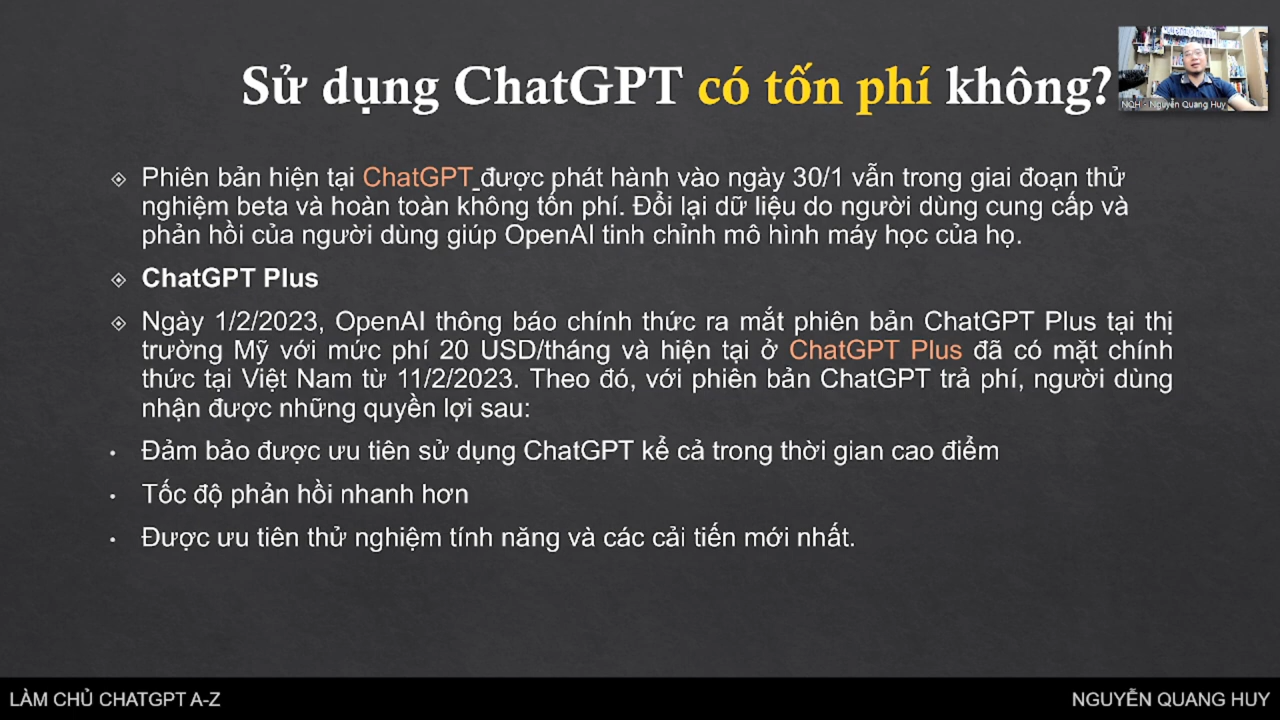 Sử dụng ChatGPT có tốn phí không?
NQH - Nguyễn Quang Huy
Phiên bản hiện tại ChatGPT được phát hành vào ngày 30/1 vẫn trong giai đoạn thử
nghiệm beta và hoàn toàn không tốn phí. Đổi lại dữ liệu do người dùng cung cấp và
phản hồi của người dùng giúp OpenAI tinh chỉnh mô hình máy học của họ.
ChatGPT Plus
Ngày 1/2/2023, OpenAI thông báo chính thức ra mắt phiên bản ChatGPT Plus tại thị
trường Mỹ với mức phí 20 USD/tháng và hiện tại ở ChatGPT Plus đã có mặt chính
thức tại Việt Nam từ 11/2/2023. Theo đó, với phiên bản ChatGPT trả phí, người dùng
nhận được những quyền lợi sau:
Đảm bảo được ưu tiên sử dụng ChatGPT kể cả trong thời gian cao điểm
Tốc độ phản hồi nhanh hơn
Được ưu tiên thử nghiệm tính năng và các cải tiến mới nhất.
LÀM CHỦ CHATGPT A-Z
NGUYỄN QUANG HUY